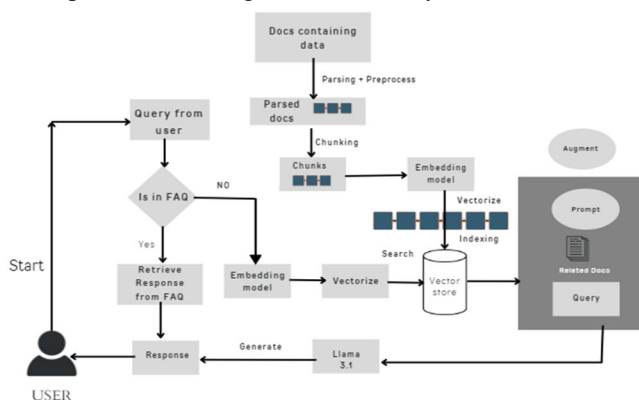 Docs containing
data
Parsing + Preprocess
Parsed
docs
Query from
user
Chunking
Chunks
Embedding
model
Augment
Is in FAQ
NO
Vectorize
Prompt
Indexing
Related Docs
Yes
Start
Retrieve
Response
from FAQ
Embedding
model
Vectorize
Search
Vector
store
Query
Response
Generate
Llama
3.1
USER